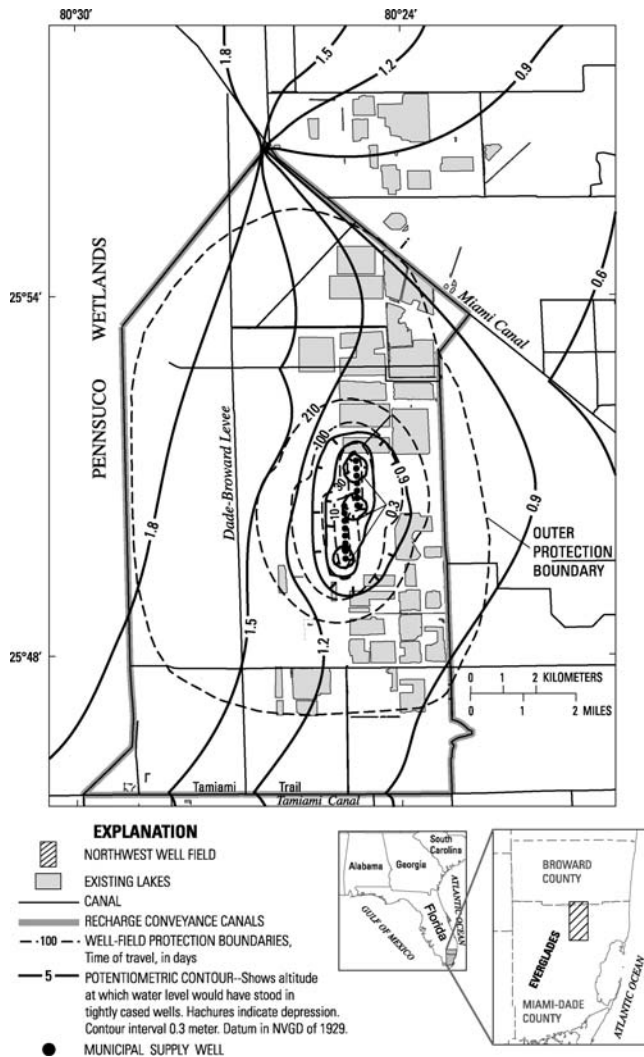 80°30'
80°24'
1.8
1.5
1.2
0.9
25°54'
PENNSUCO WETLANDS
Miami Canal
0.6
Dade-Broward Levee
210
100
30
10
0.9
0.3
0.9
1.8
OUTER
PROTECTION
BOUNDARY
1.5
1.2
25°48'
0 1 2 KILOMETERS
0 1 2 MILES
Tamiami Trail
Tamiami Canal
EXPLANATION
NORTHWEST WELL FIELD
EXISTING LAKES
CANAL
RECHARGE CONVEYANCE CANALS
100 WELL-FIELD PROTECTION BOUNDARIES,
Time of travel, in days
5 POTENTIOMETRIC CONTOUR--Shows altitude
at which water level would have stood in
tightly cased wells. Hachures indicate depression.
Contour interval 0.3 meter. Datum in NVGD of 1929.
MUNICIPAL SUPPLY WELL
South
Carolina
Alabama
Georgia
ATLANTIC OCEAN
Florida
GULF OF MEXICO
BROWARD
COUNTY
EVERGLADES
MIAMI-DADE
COUNTY
ATLANTIC OCEAN